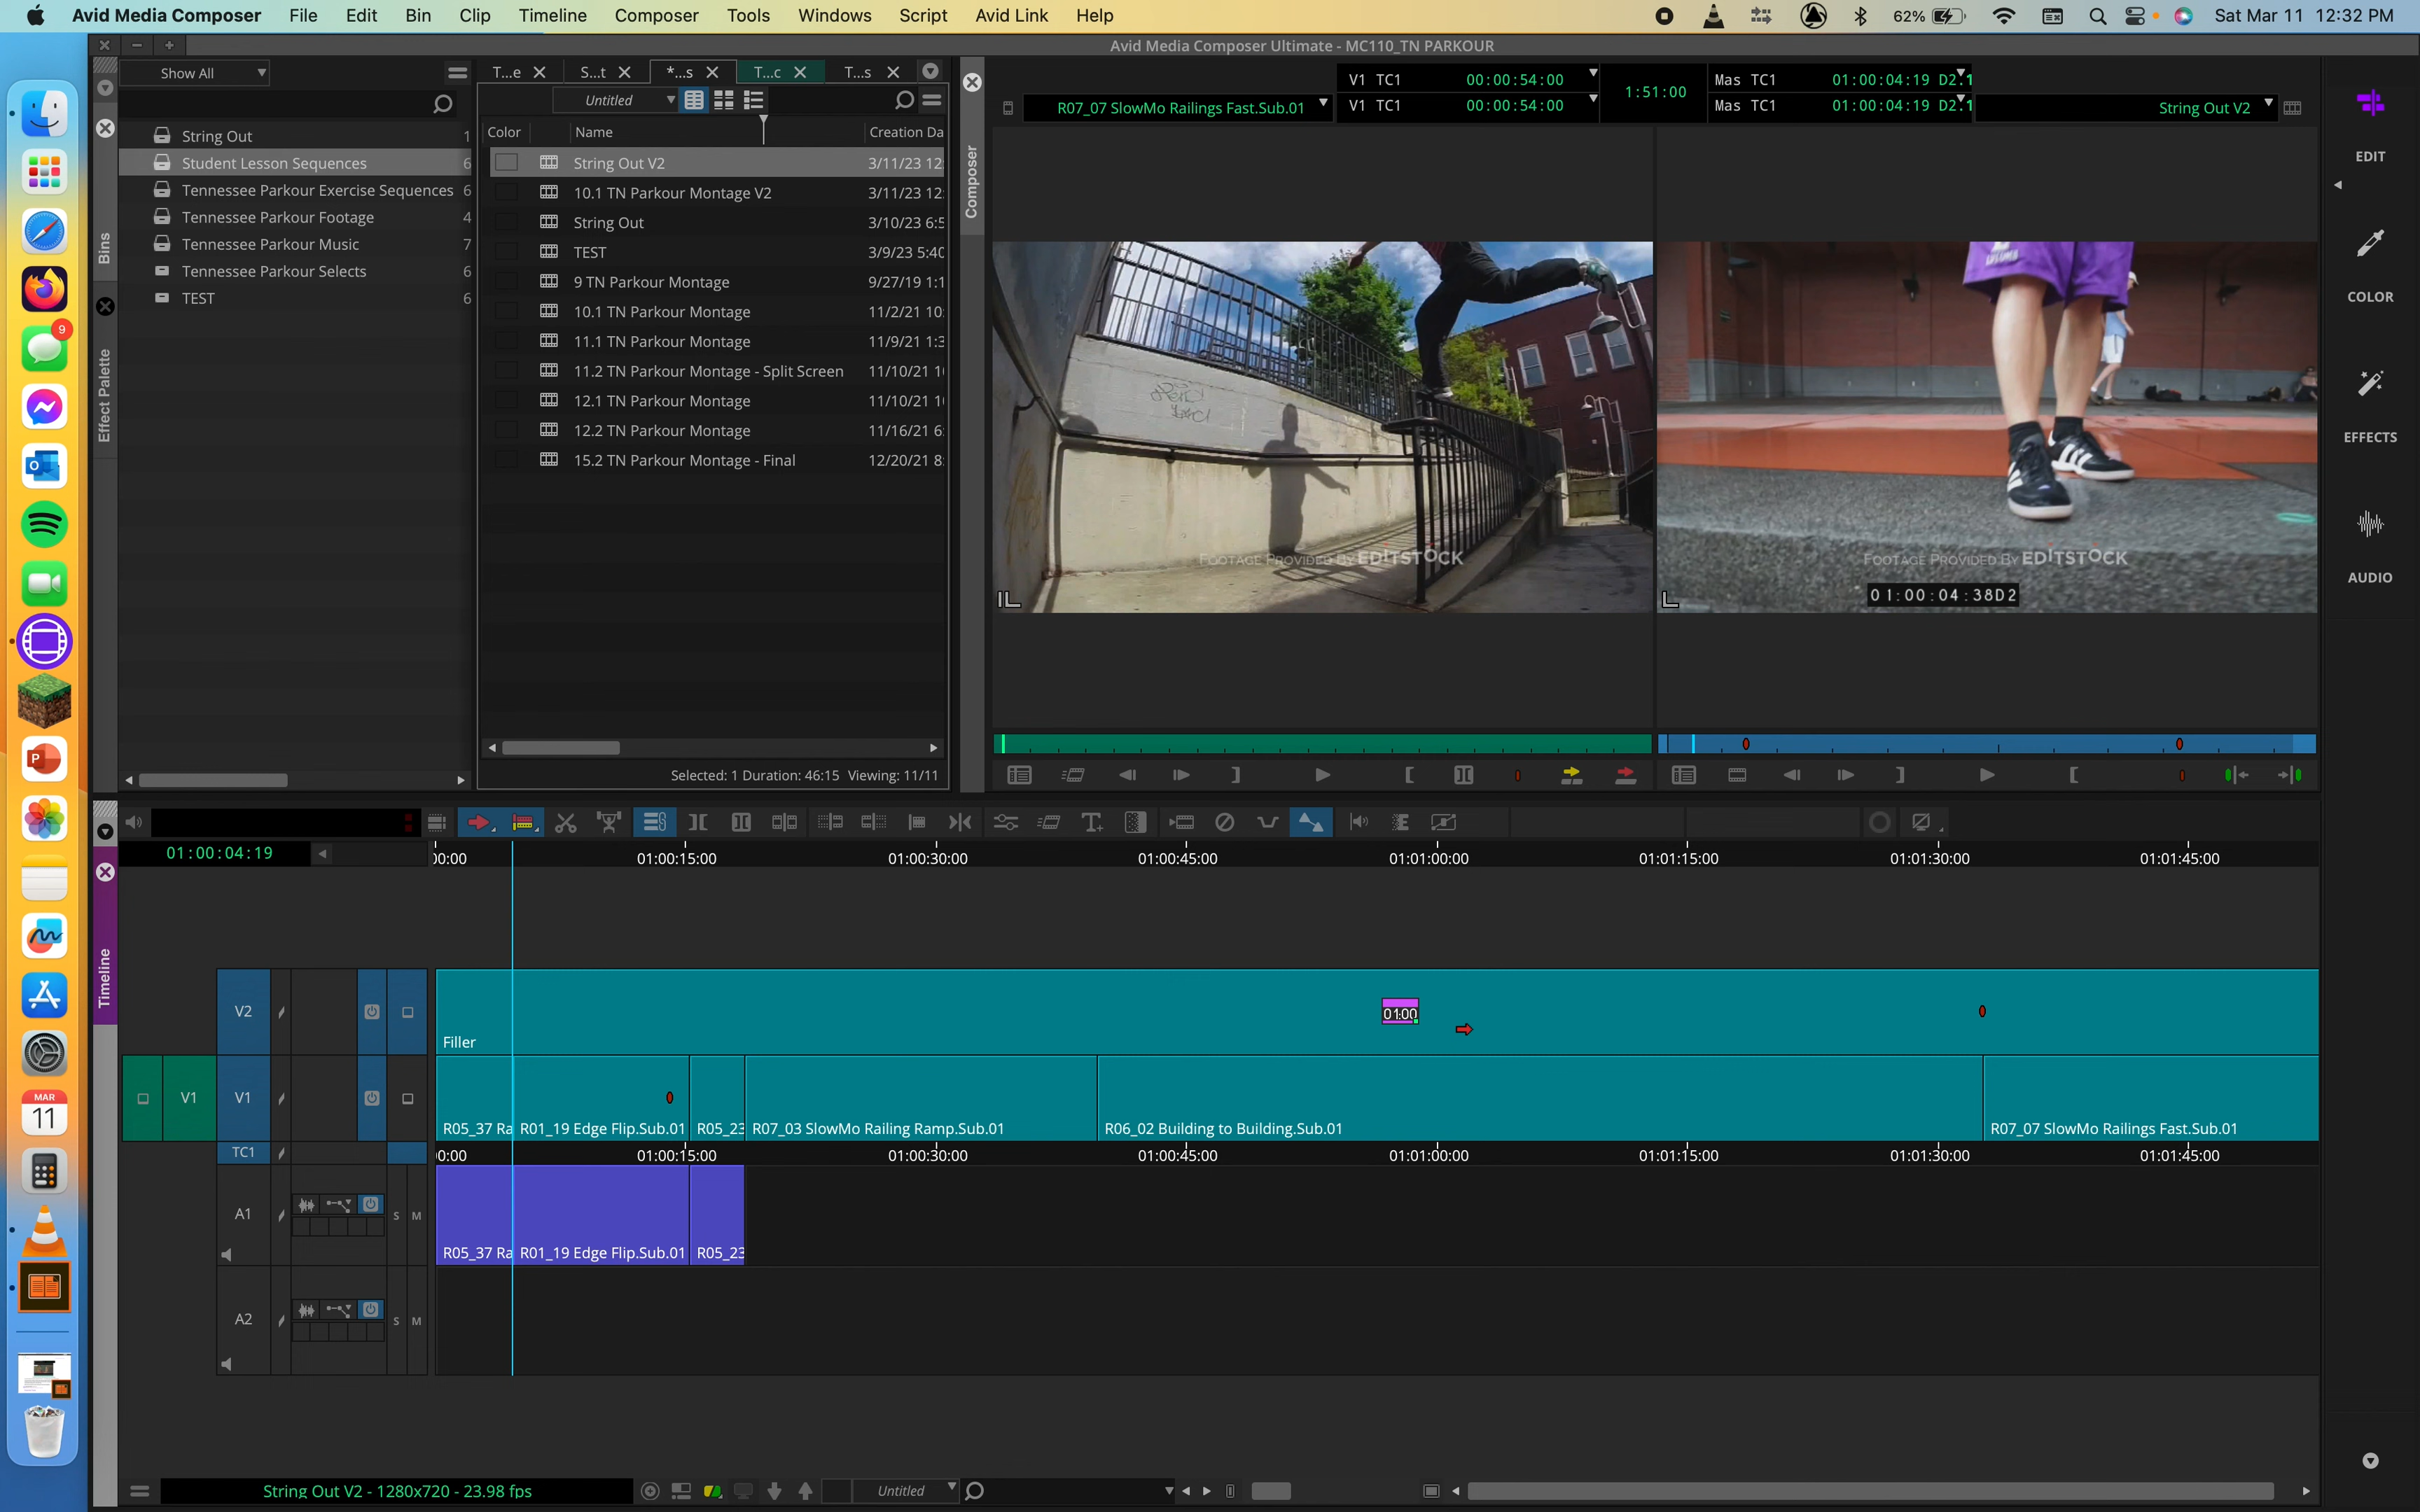 Avid Media Composer File Edit Bin Clip Timeline Composer Tools Windows Script Avid Link Help
62%
Sat Mar 11 12:32 PM
Avid Media Composer Ultimate - MC110_TN PARKOUR
Show All
T...e
S...t
*...s
T...c
T...s
Untitled
Bins
Effect Palette
String Out 1
Student Lesson Sequences 6
Tennessee Parkour Exercise Sequences 6
Tennessee Parkour Footage 4
Tennessee Parkour Music 7
Tennessee Parkour Selects 6
TEST 6
Color Name Creation Da
String Out V2 3/11/23 12:
10.1 TN Parkour Montage V2 3/11/23 12:
String Out 3/10/23 6:5
TEST 3/9/23 5:40
9 TN Parkour Montage 9/27/19 1:1
10.1 TN Parkour Montage 11/2/21 10:
11.1 TN Parkour Montage 11/9/21 1:3
11.2 TN Parkour Montage - Split Screen 11/10/21 1
12.1 TN Parkour Montage 11/10/21 1
12.2 TN Parkour Montage 11/16/21 6:
15.2 TN Parkour Montage - Final 12/20/21 8:
Selected: 1 Duration: 46:15 Viewing: 11/11
Composer
R07_07 SlowMo Railings Fast.Sub.01
V1 TC1 00:00:54:00
V1 TC1 00:00:54:00
1:51:00
Mas TC1 01:00:04:19 D2.1
Mas TC1 01:00:04:19 D2.1
String Out V2
FOOTAGE PROVIDED BY EDITSTOCK
FOOTAGE PROVIDED BY EDITSTOCK
01:00:04:38D2
EDIT
COLOR
EFFECTS
AUDIO
9
MAR
11
Timeline
01:00:04:19
00:00 01:00:15:00 01:00:30:00 01:00:45:00 01:01:00:00 01:01:15:00 01:01:30:00 01:01:45:00
V2
Filler
01:00
V1 V1
R05_37 Ra R01_19 Edge Flip.Sub.01 R05_23 R07_03 SlowMo Railing Ramp.Sub.01 R06_02 Building to Building.Sub.01 R07_07 SlowMo Railings Fast.Sub.01
TC1
00:00 01:00:15:00 01:00:30:00 01:00:45:00 01:01:00:00 01:01:15:00 01:01:30:00 01:01:45:00
A1 S M
R05_37 Ra R01_19 Edge Flip.Sub.01 R05_23
A2 S M
String Out V2 - 1280x720 - 23.98 fps
Untitled